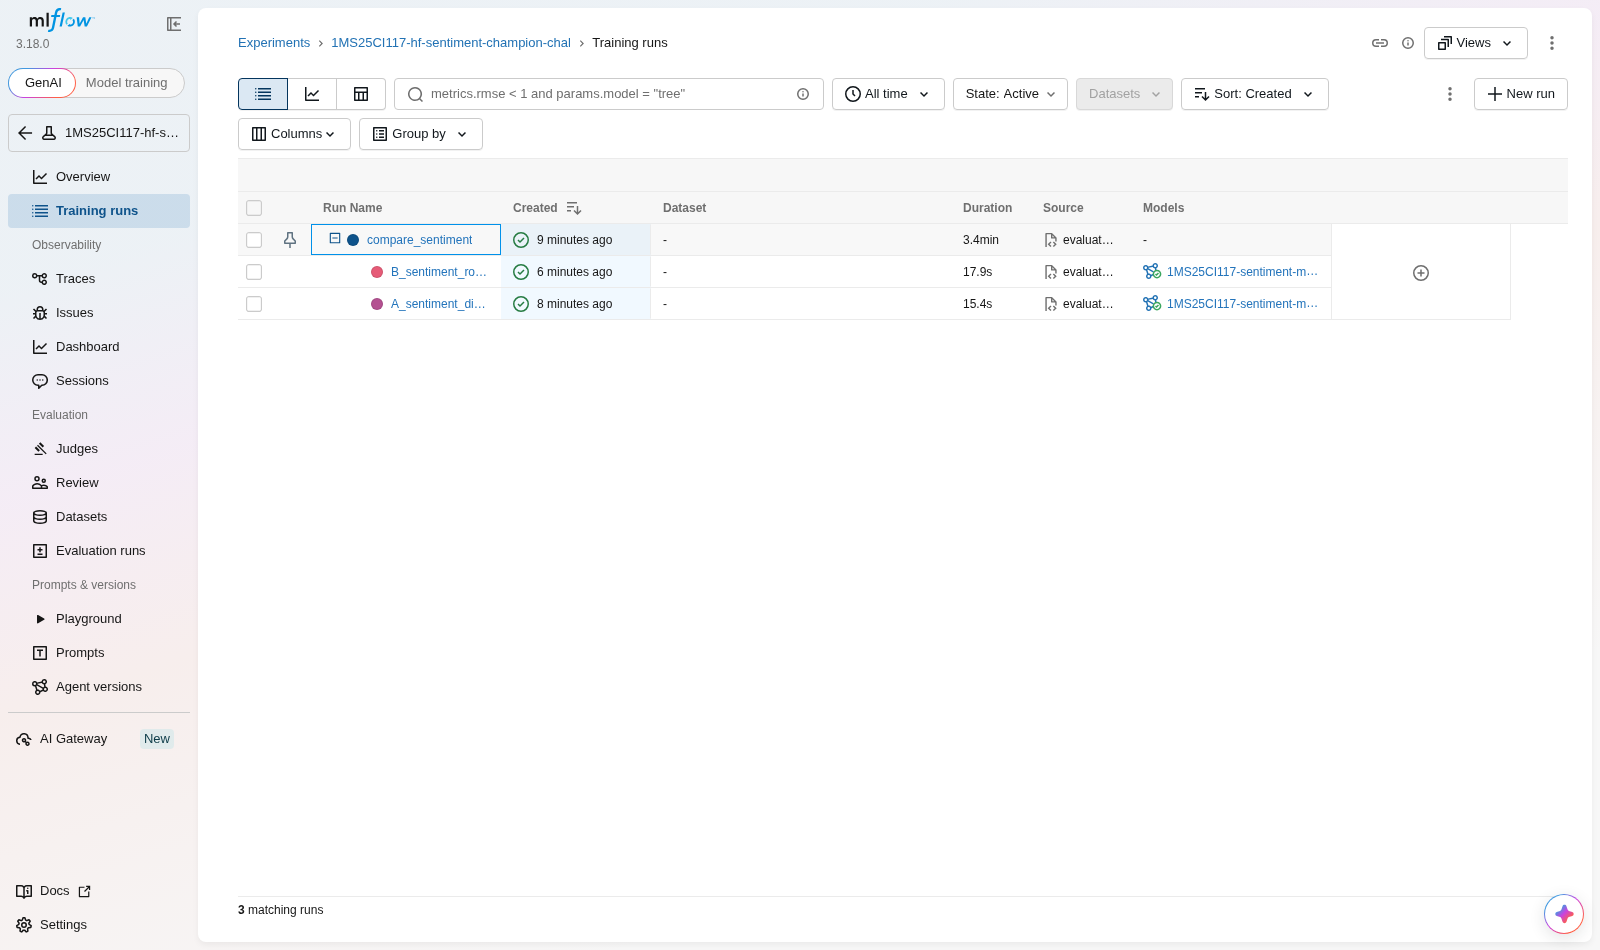 mlflow
3.18.0
GenAI
Model training
1MS25CI117-hf-s...
Overview
Training runs
Observability
Traces
Issues
Dashboard
Sessions
Evaluation
Judges
Review
Datasets
Evaluation runs
Prompts & versions
Playground
Prompts
Agent versions
AI Gateway New
Docs
Settings
Experiments > 1MS25CI117-hf-sentiment-champion-chal > Training runs
Views
metrics.rmse < 1 and params.model = "tree"
All time
State: Active
Datasets
Sort: Created
New run
Columns
Group by
Run Name Created Dataset Duration Source Models
compare_sentiment 9 minutes ago - 3.4min evaluat... -
B_sentiment_ro... 6 minutes ago - 17.9s evaluat... 1MS25CI117-sentiment-m...
A_sentiment_di... 8 minutes ago - 15.4s evaluat... 1MS25CI117-sentiment-m...
3 matching runs